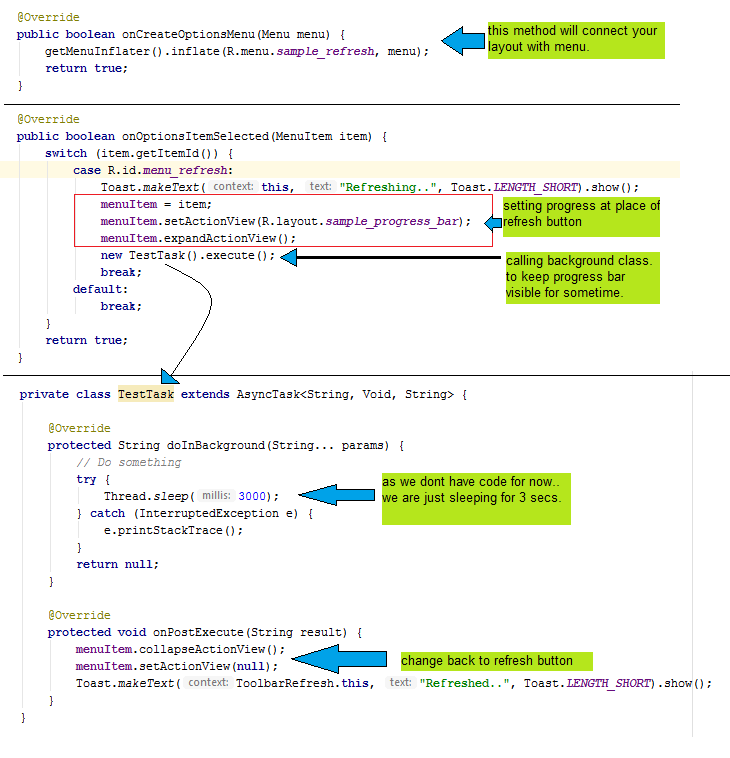 @Override
public boolean onCreateOptionsMenu(Menu menu) {
getMenuInflater().inflate(R.menu.sample_refresh, menu);
return true;
}
this method will connect your
layout with menu.
@Override
public boolean onOptionsItemSelected(MenuItem item) {
switch (item.getItemId()) {
case R.id.menu_refresh:
Toast.makeText( context: this, text: "Refreshing..", Toast.LENGTH_SHORT).show();
menuItem = item;
menuItem.setActionView(R.layout.sample_progress_bar);
menuItem.expandActionView();
setting progress at place of
refresh button
new TestTask().execute();
calling background class.
to keep progress bar
visible for sometime.
break;
default:
break;
}
return true;
}
private class TestTask extends AsyncTask<String, Void, String> {
@Override
protected String doInBackground(String... params) {
// Do something
try {
Thread.sleep( millis: 3000);
as we dont have code for now..
we are just sleeping for 3 secs.
} catch (InterruptedException e) {
e.printStackTrace();
}
return null;
}
@Override
protected void onPostExecute(String result) {
menuItem.collapseActionView();
menuItem.setActionView(null);
change back to refresh button
Toast.makeText( context: ToolbarRefresh.this, text: "Refreshed..", Toast.LENGTH_SHORT).show();
}
}